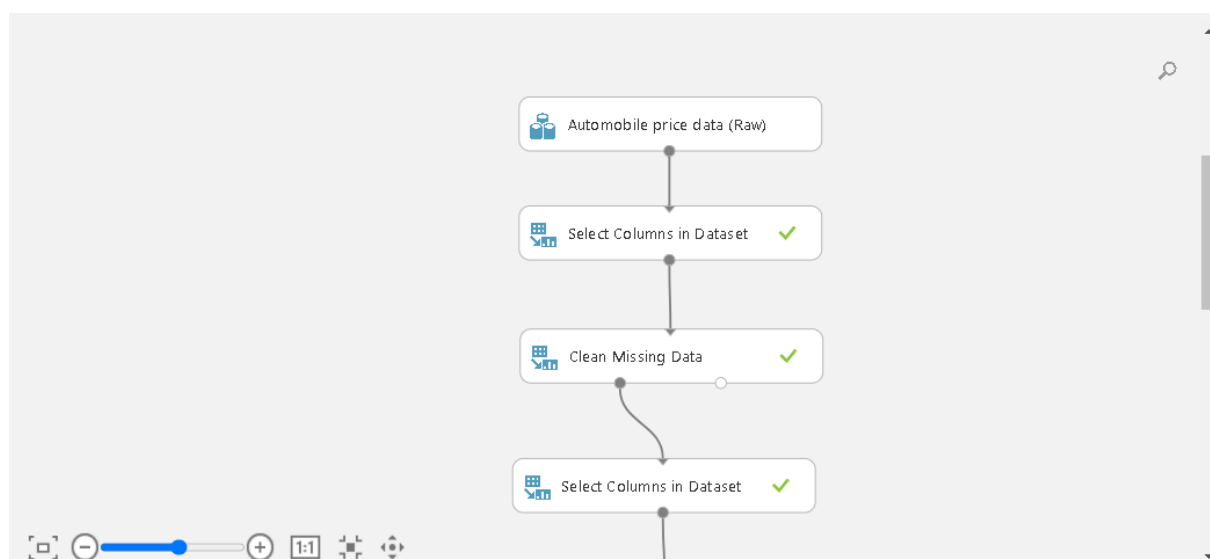 Automobile price data (Raw)
Select Columns in Dataset
Clean Missing Data
Select Columns in Dataset
1:1